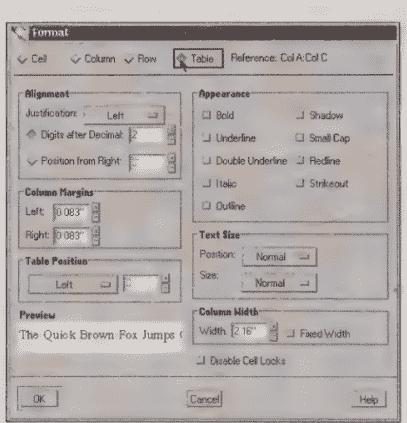 Format
Cell Column Row Table Reference: Col A:Col C
Alignment
Justification: Left
Digits after Decimal: 2
Position from Right:
Column Margins
Left: 0.083"
Right: 0.083"
Table Position
Left
Preview
The Quick Brown Fox Jumps
Appearance
Bold Shadow
Underline Small Cap
Double Underline Redline
Italic Strikeout
Outline
Text Size
Position: Normal
Size: Normal
Column Width
Width: 2.16" Fixed Width
Disable Cell Locks
OK Cancel Help